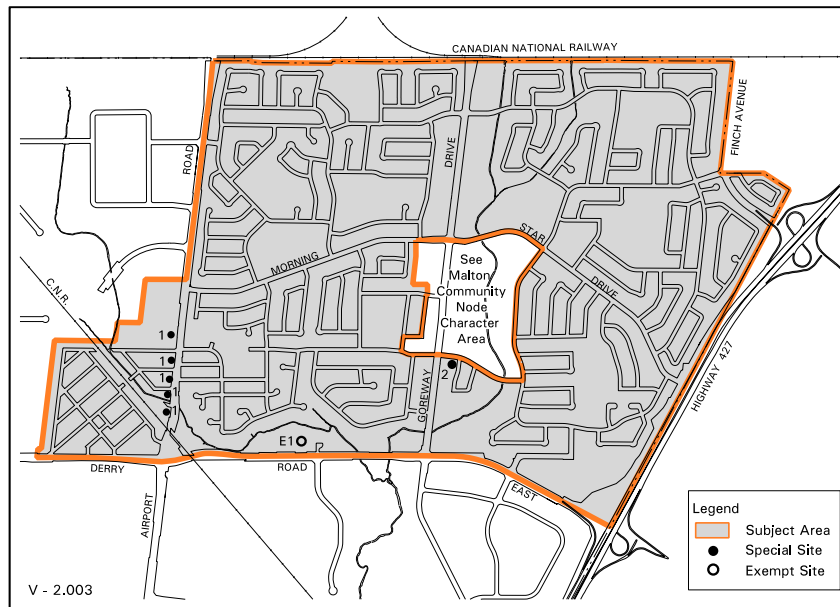 CANADIAN NATIONAL RAILWAY
FINCH AVENUE
ROAD
DRIVE
STAR
MORNING
See
Malton
Community
Node
Character
Area
DRIVE
C.N.R.
1
1
1
1
1
2
HIGHWAY 427
GOREWAY
E1
DERRY
ROAD
EAST
AIRPORT
Legend
Subject Area
Special Site
Exempt Site
V - 2.003